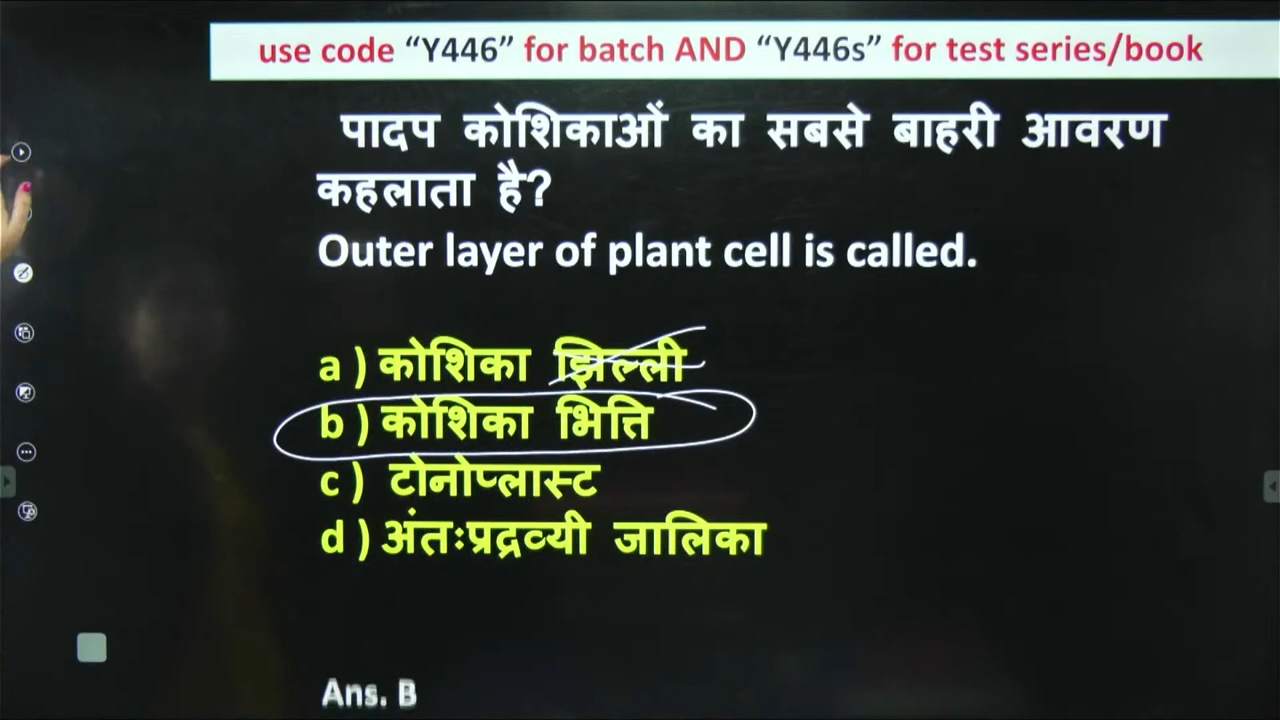 use code “Y446” for batch AND “Y446s” for test series/book
पादप कोशिकाओं का सबसे बाहरी आवरण
कहलाता है?
Outer layer of plant cell is called.
a ) कोशिका झिल्ली
b ) कोशिका भित्ति
c ) टोनोप्लास्ट
d ) अंतःप्रद्रव्यी जालिका
Ans. B